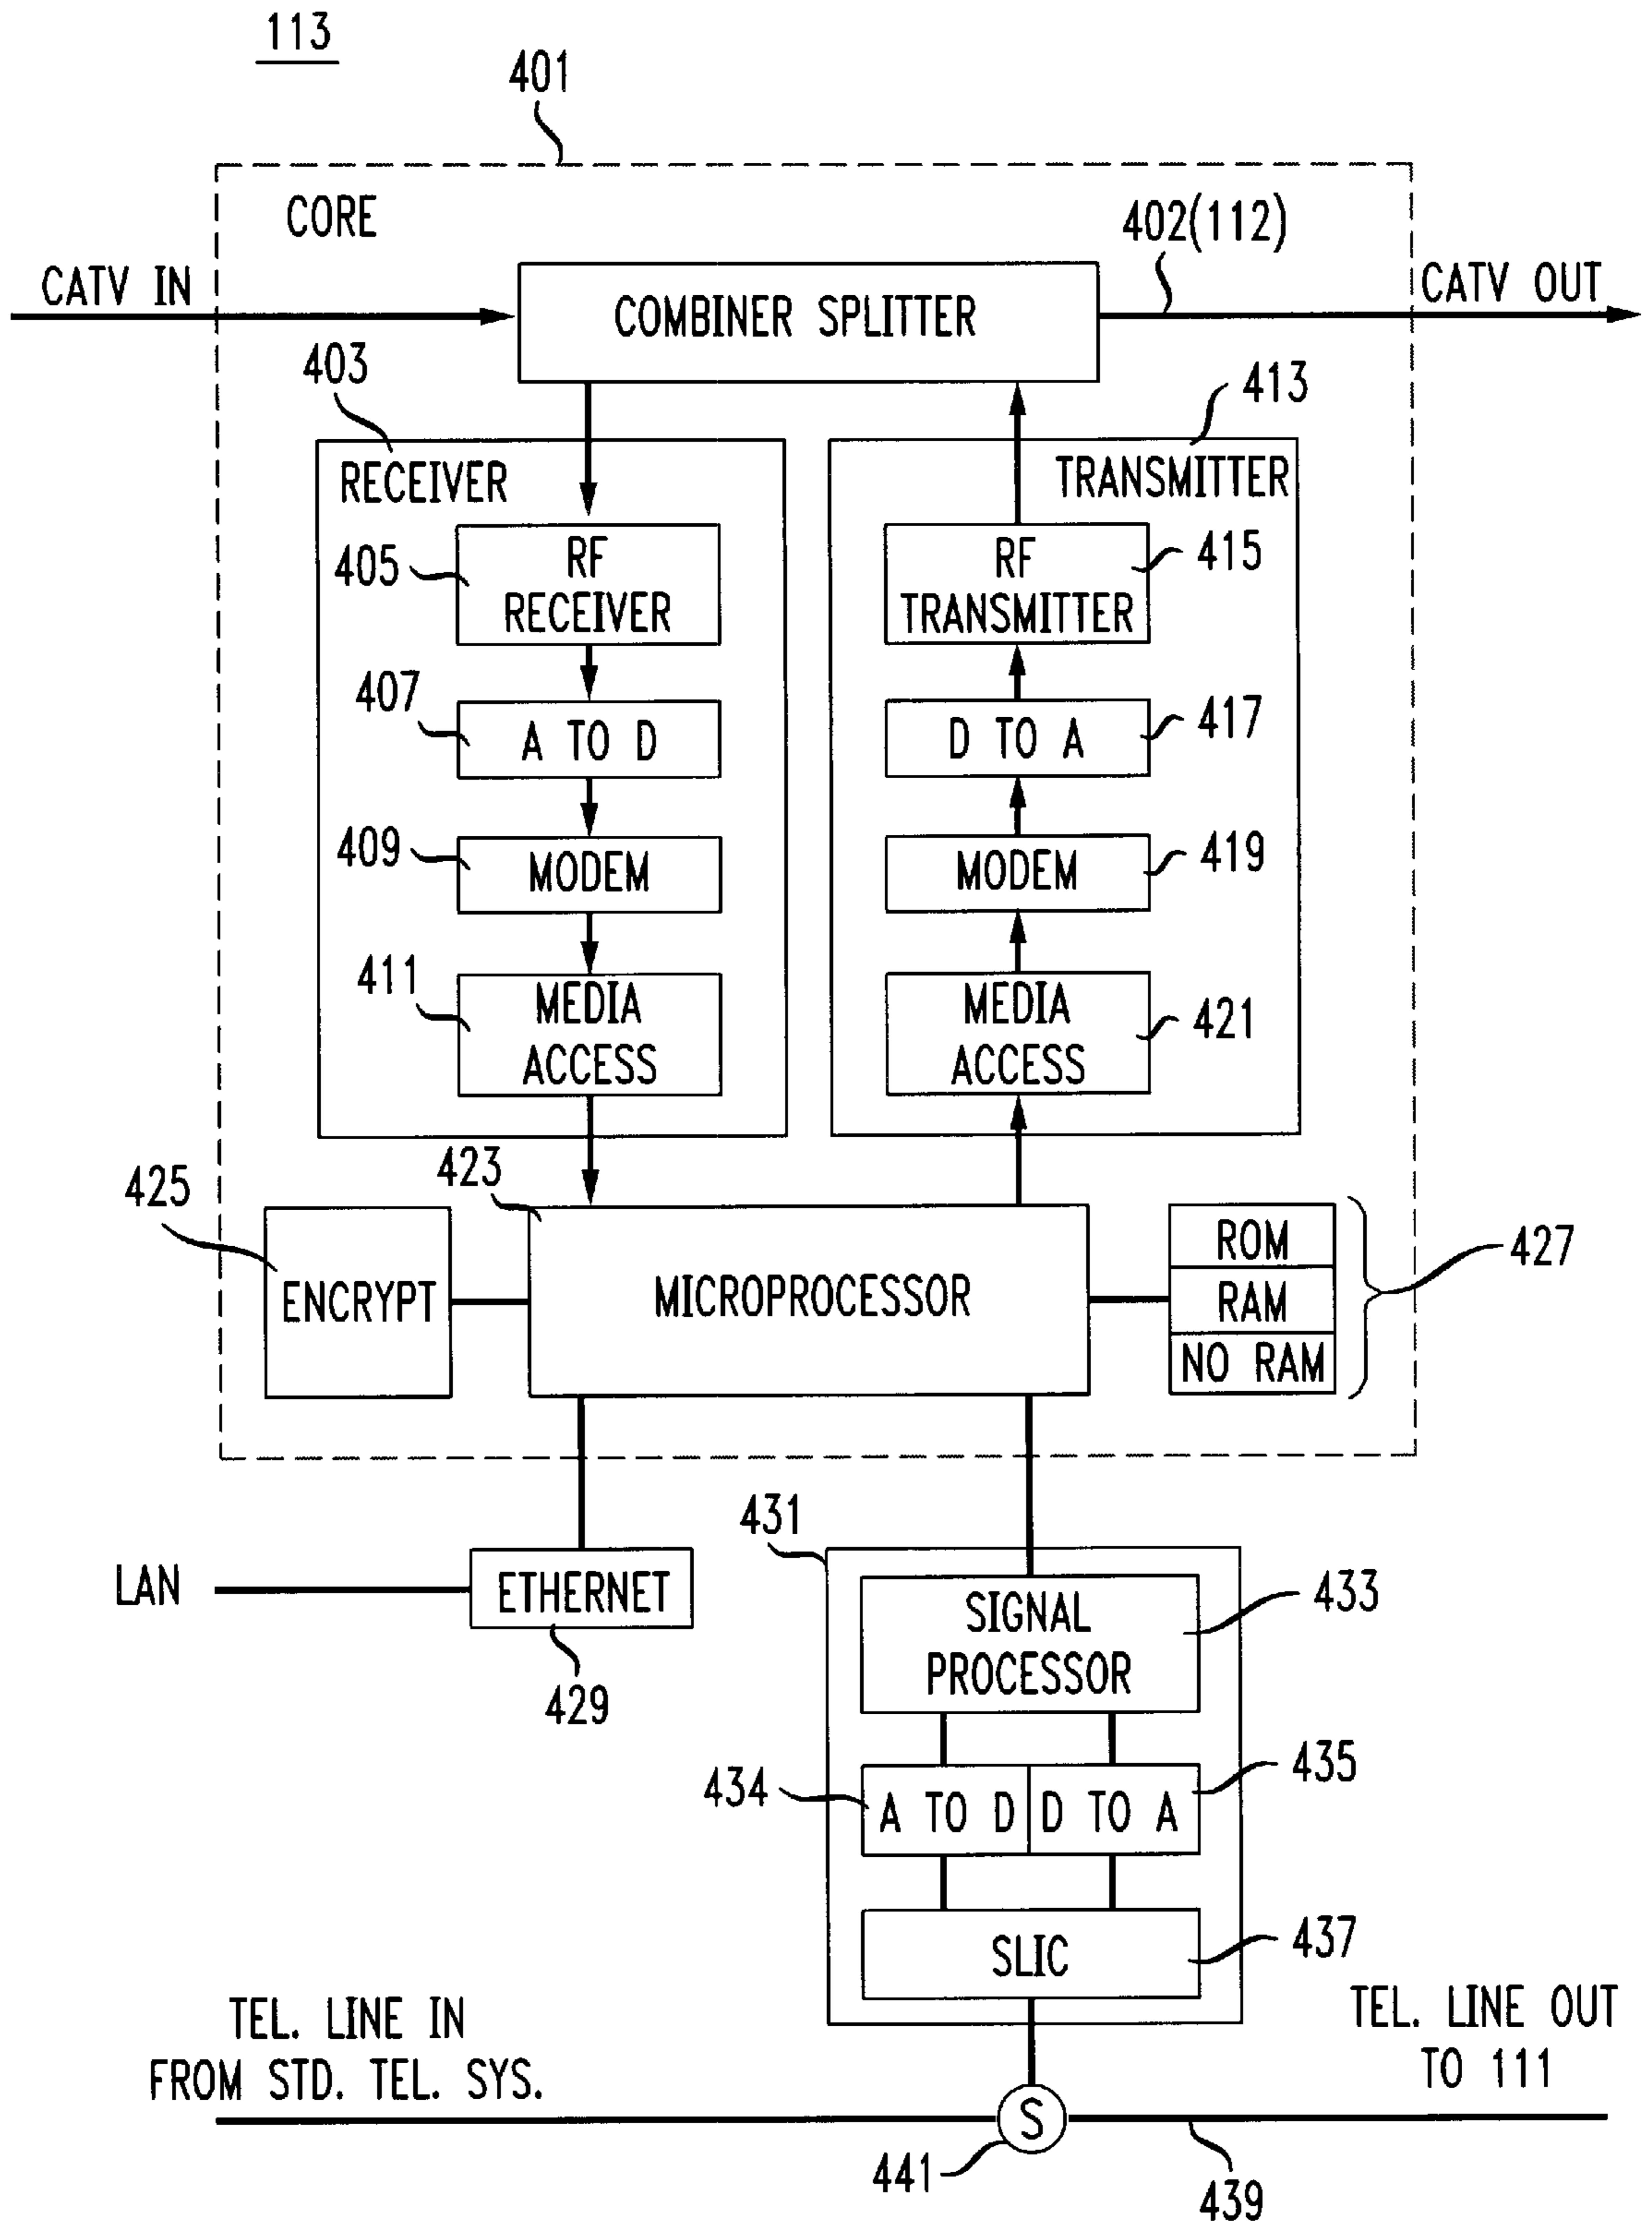 113
401
CORE
402(112)
CATV IN
CATV OUT
COMBINER SPLITTER
403
413
RECEIVER
TRANSMITTER
405
RF
RECEIVER
RF
TRANSMITTER
415
407
A TO D
D TO A
417
409
MODEM
MODEM
419
411
MEDIA
ACCESS
MEDIA
ACCESS
421
425
423
ENCRYPT
MICROPROCESSOR
ROM
RAM
NO RAM
427
431
LAN
ETHERNET
429
SIGNAL
PROCESSOR
433
434
A TO D
D TO A
435
SLIC
437
TEL. LINE IN
FROM STD. TEL. SYS.
TEL. LINE OUT
TO 111
S
441
439